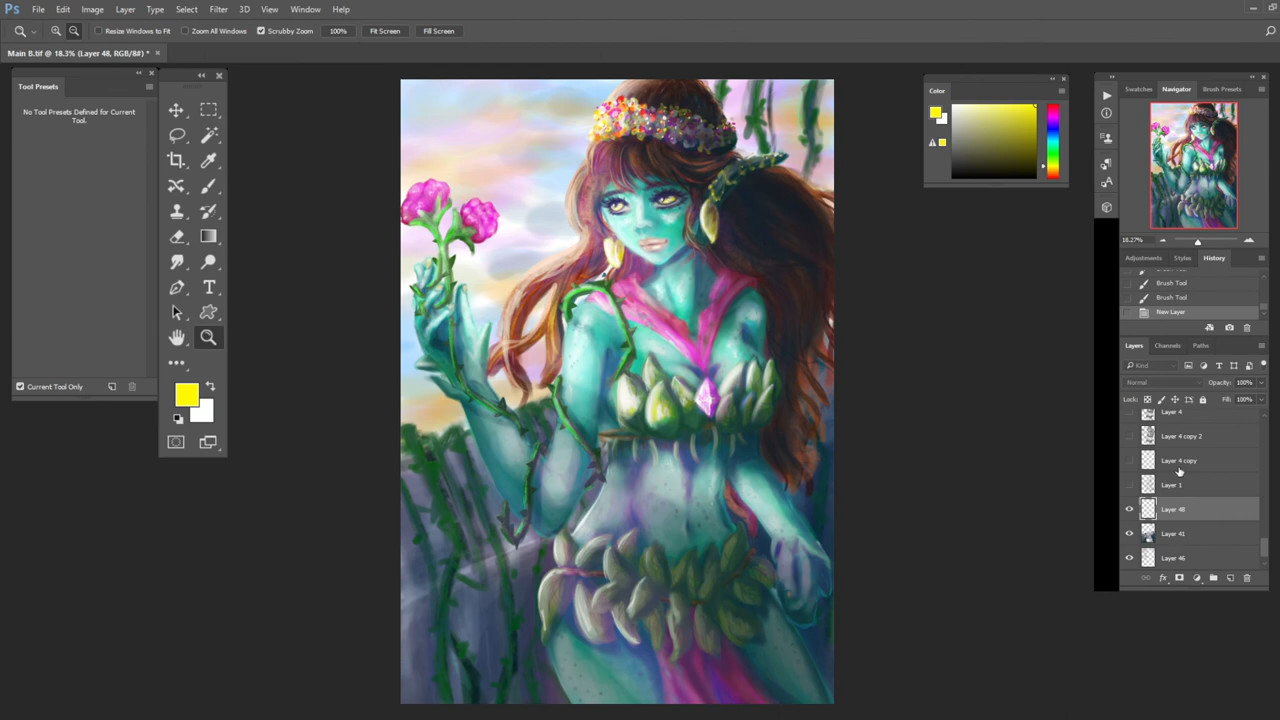 Ps File Edit Image Layer Type Select Filter 3D View Window Help
Resize Windows to Fit Zoom All Windows Scrubby Zoom 100% Fit Screen Fill Screen
Main B.tif @ 18.3% (Layer 48, RGB/8#) * ×
Tool Presets
No Tool Presets Defined for Current
Tool.
Current Tool Only
Color
Swatches Navigator Brush Presets
18.27%
Adjustments Styles History
Brush Tool
Brush Tool
New Layer
Layers Channels Paths
Kind
Normal Opacity: 100%
Lock: Fill: 100%
Layer 4
Layer 4 copy 2
Layer 4 copy
Layer 1
Layer 48
Layer 41
Layer 46
fx